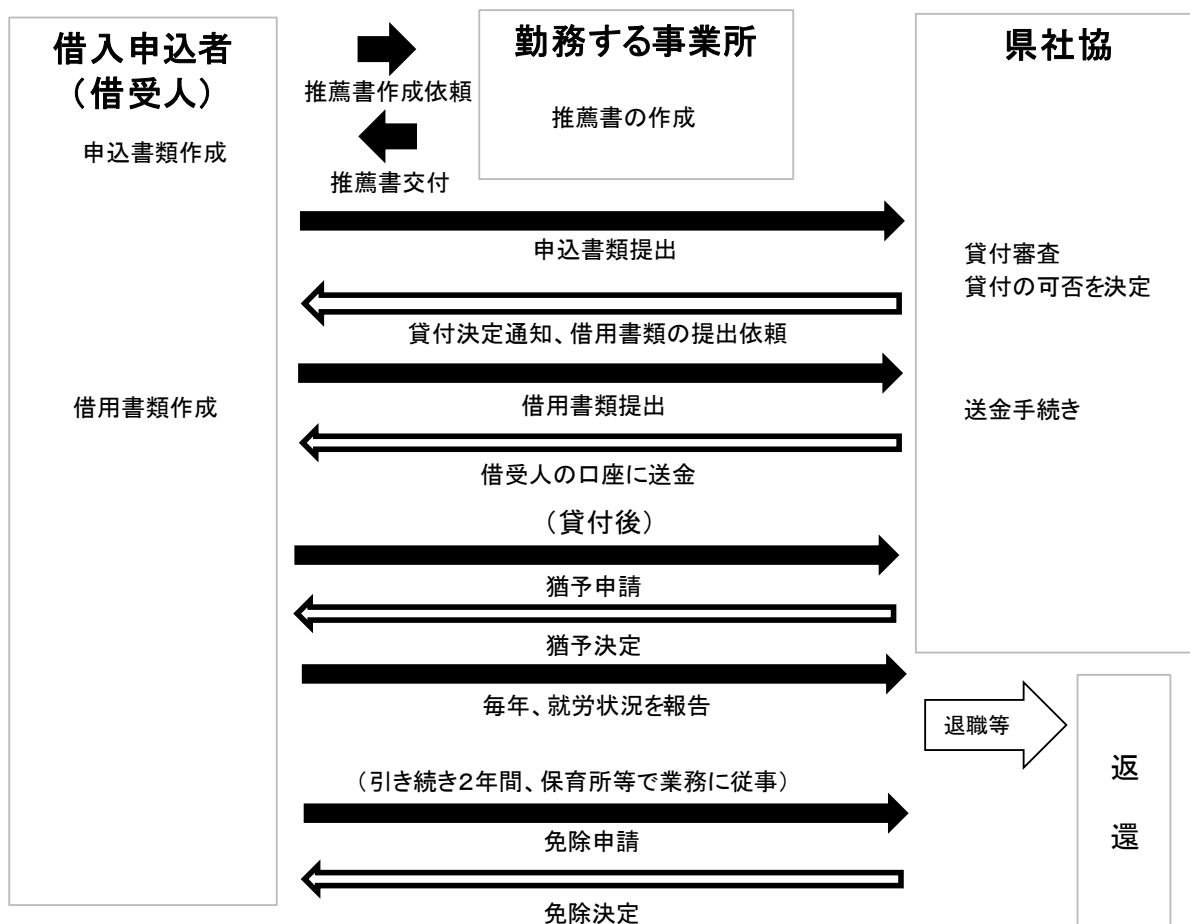 借入申込者
（借受人）
申込書類作成
推薦書作成依頼
推薦書交付
勤務する事業所
推薦書の作成
県社協
申込書類提出
貸付審査
貸付の可否を決定
貸付決定通知、借用書類の提出依頼
借用書類作成
借用書類提出
送金手続き
借受人の口座に送金
（貸付後）
猶予申請
猶予決定
毎年、就労状況を報告
退職等
返
還
（引き続き２年間、保育所等で業務に従事）
免除申請
免除決定